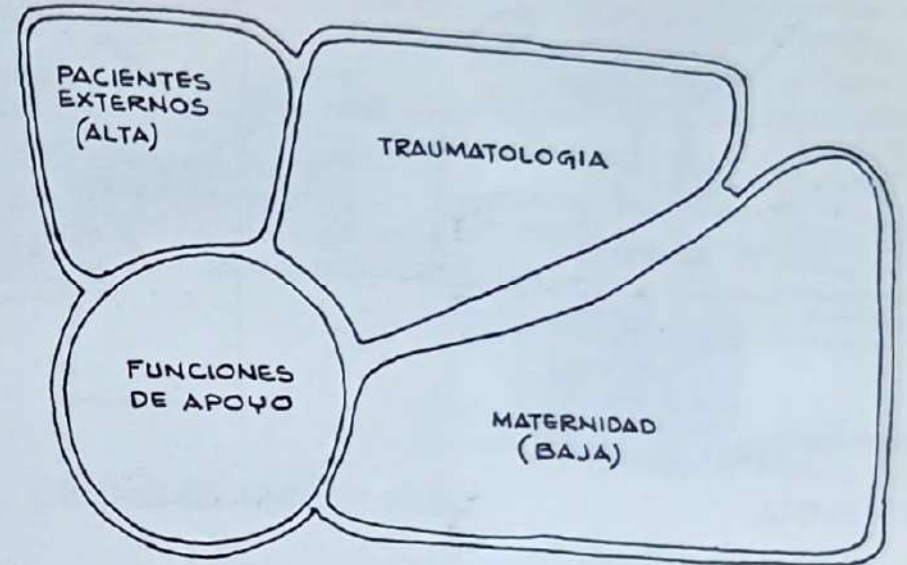 PACIENTES
EXTERNOS
(ALTA)
TRAUMATOLOGIA
FUNCIONES
DE APOYO
MATERNIDAD
(BAJA)